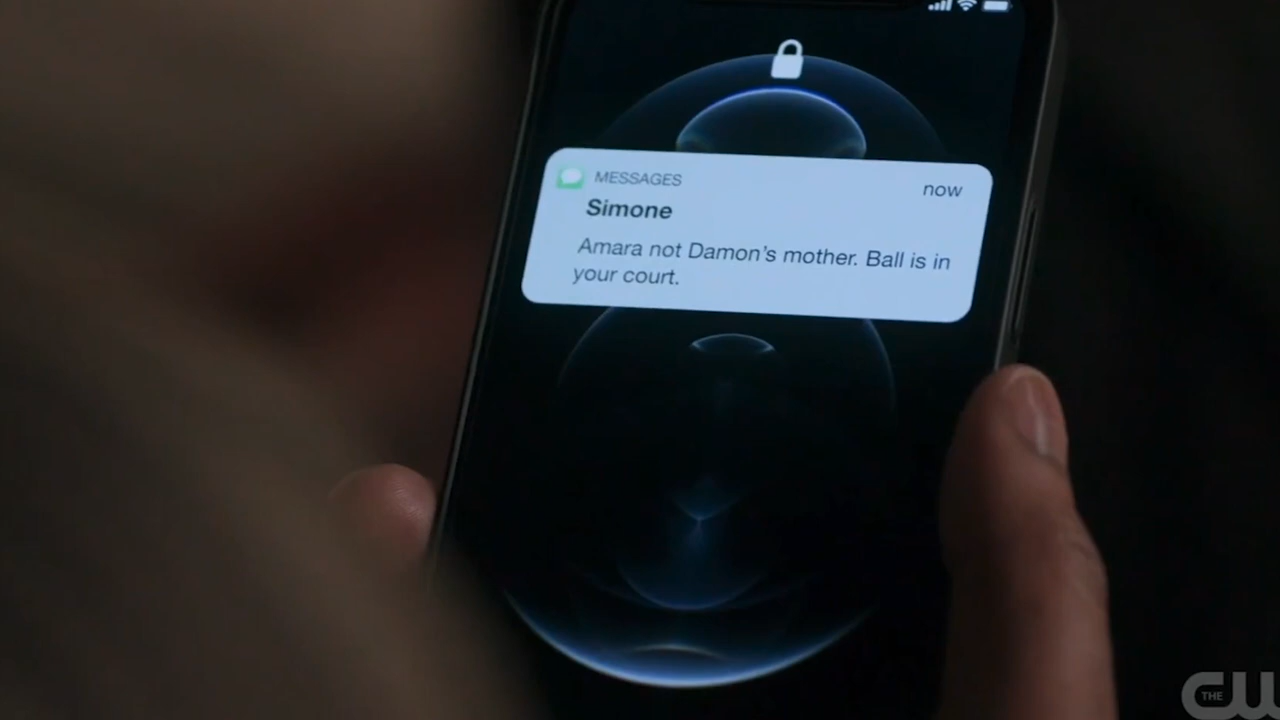 MESSAGES
now
Simone
Amara not Damon's mother. Ball is in
your court.
THE CW